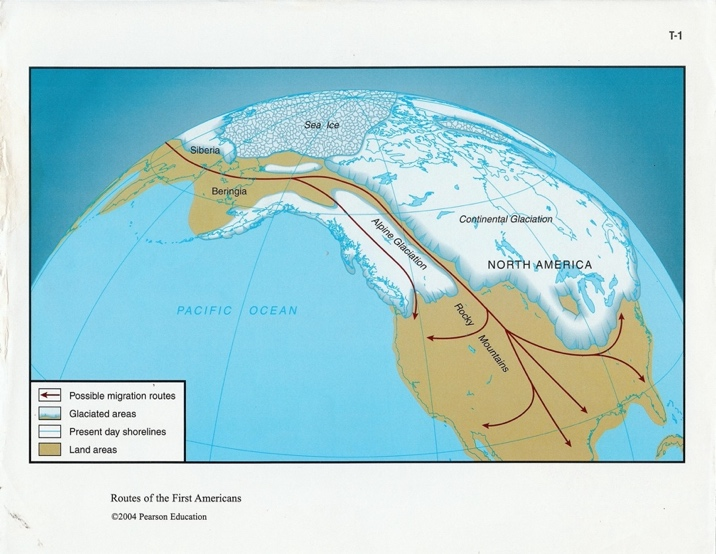 T-1
Sea Ice
Siberia
Beringia
Alpine Glaciation
Continental Glaciation
NORTH AMERICA
PACIFIC OCEAN
Rocky Mountains
Possible migration routes
Glaciated areas
Present day shorelines
Land areas
Routes of the First Americans
©2004 Pearson Education